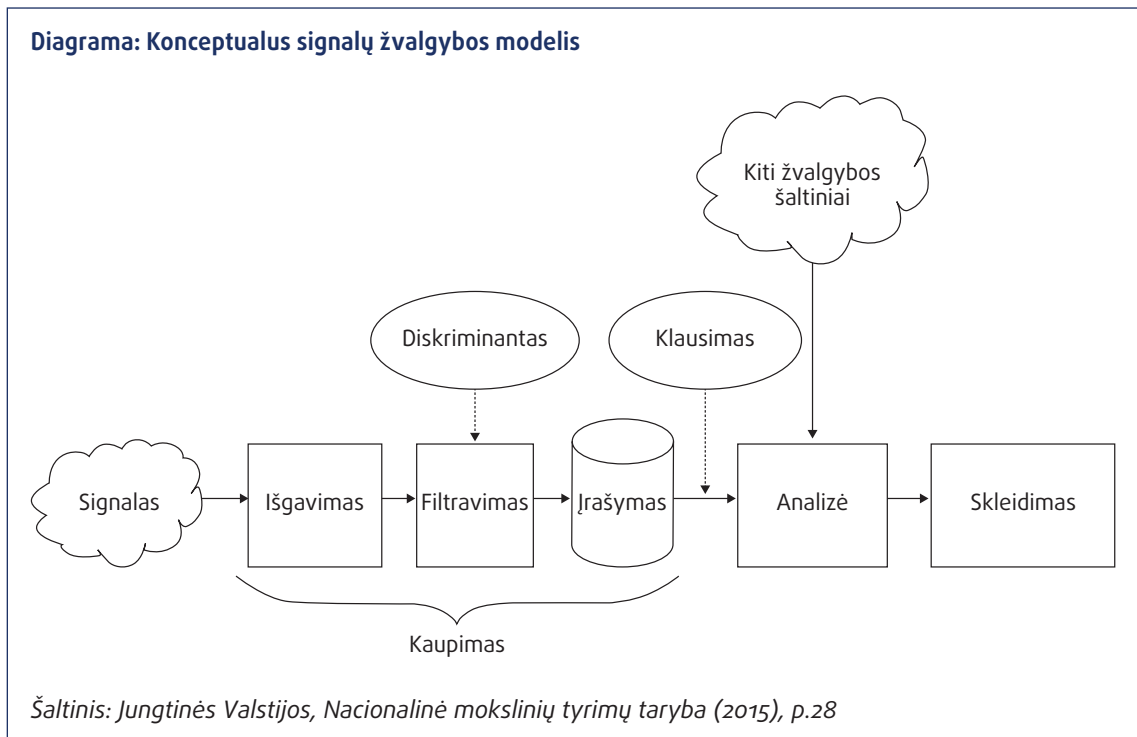 Diagrama: Konceptualus signalų žvalgybos modelis
Kiti žvalgybos
šaltiniai
Diskriminantas
Klausimas
Signalas
Išgavimas
Filtravimas
Įrašymas
Analizė
Skleidimas
Kaupimas
Šaltinis: Jungtinės Valstijos, Nacionalinė mokslinių tyrimų taryba (2015), p.28